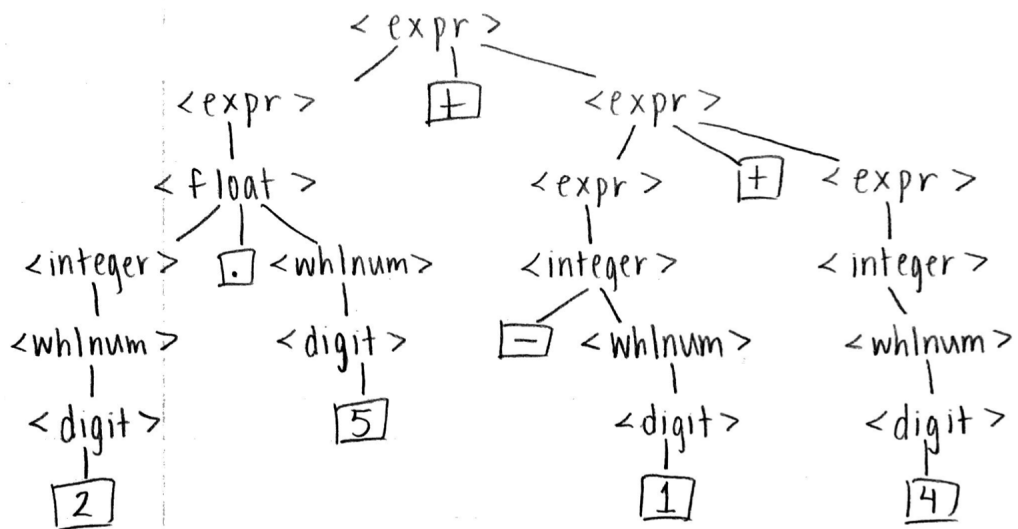 < expr >
<expr > + <expr >
< float > <expr > + < expr >
<integer> . <whlnum> <integer> < integer >
<whlnum > < digit > - < whlnum > < whlnum >
< digit > 5 < digit > < digit >
2 1 4